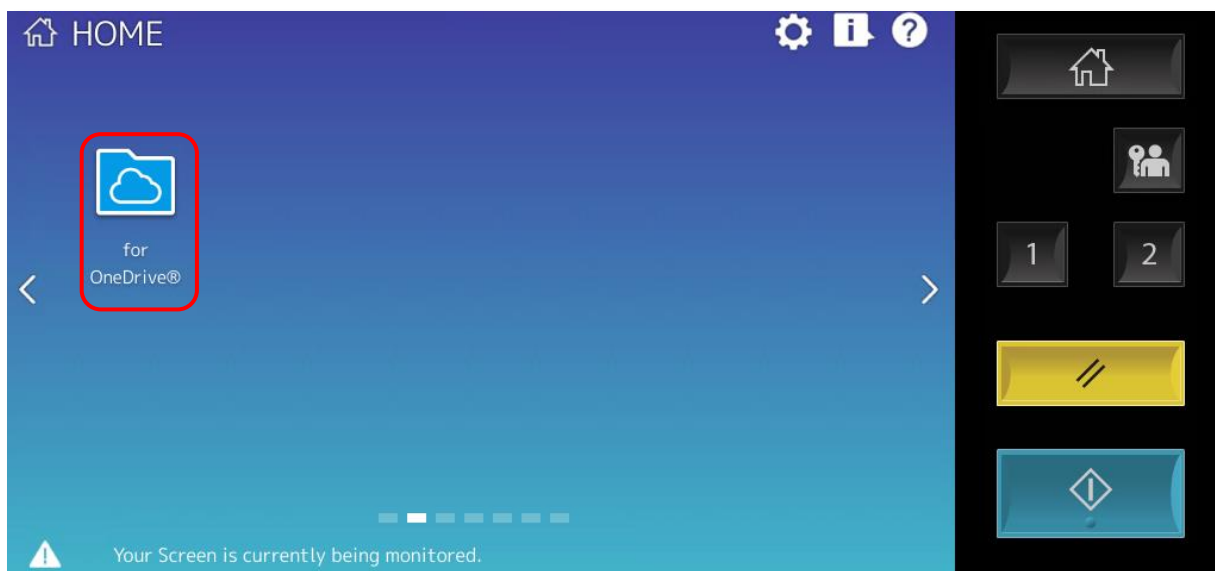 HOME
i ?
for
OneDrive®
1 2
Your Screen is currently being monitored.